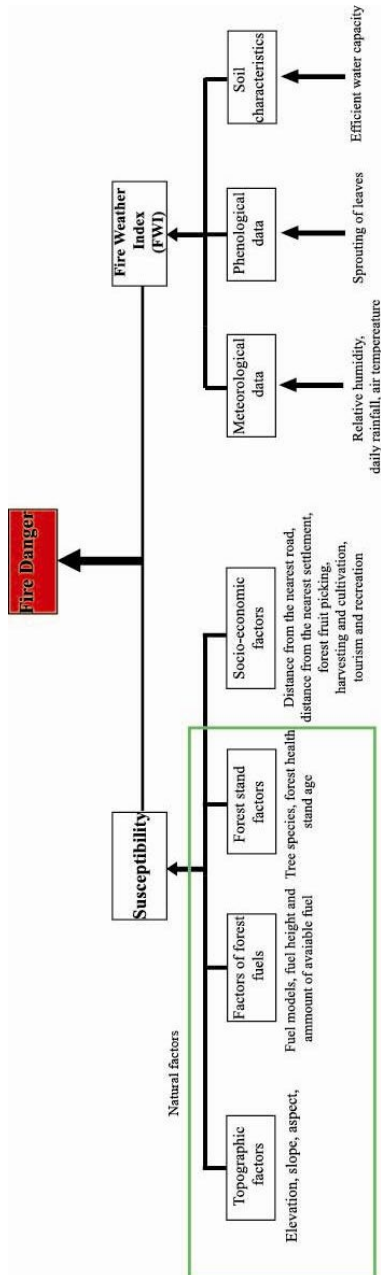 Fire Danger
Susceptibility
Fire Weather
Index
(FWI)
Natural factors
Topographic
factors
Factors of forest
fuels
Forest stand
factors
Socio-economic
factors
Meteorological
data
Phenological
data
Soil
characteristics
Elevation, slope, aspect,
Fuel models, fuel height and
ammount of avaiable fuel
Tree species, forest health
stand age
Distance from the nearest road,
distance from the nearest settlement,
forest fruit picking,
harvesting and cultivation,
tourism and recreation
Relative humidity,
daily rainfall, air tempereature
Sprouting of leaves
Efficient water capacity